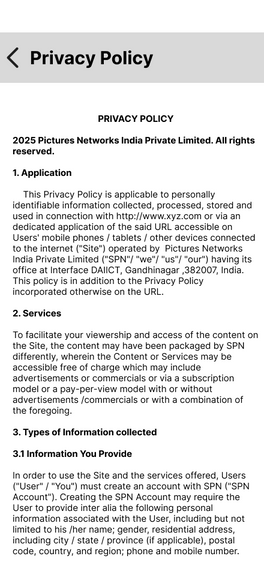 Privacy Policy
PRIVACY POLICY
2025 Pictures Networks India Private Limited. All rights
reserved.
1. Application
This Privacy Policy is applicable to personally
identifiable information collected, processed, stored and
used in connection with http://www.xyz.com or via an
dedicated application of the said URL accessible on
Users' mobile phones / tablets / other devices connected
to the internet ("Site") operated by Pictures Networks
India Private Limited ("SPN"/ "we"/ "us"/ "our") having its
office at Interface DAIICT, Gandhinagar ,382007, India.
This policy is in addition to the Privacy Policy
incorporated otherwise on the URL.
2. Services
To facilitate your viewership and access of the content on
the Site, the content may have been packaged by SPN
differently, wherein the Content or Services may be
accessible free of charge which may include
advertisements or commercials or via a subscription
model or a pay-per-view model with or without
advertisements /commercials or with a combination of
the foregoing.
3. Types of Information collected
3.1 Information You Provide
In order to use the Site and the services offered, Users
("User" / "You") must create an account with SPN ("SPN
Account"). Creating the SPN Account may require the
User to provide inter alia the following personal
information associated with the User, including but not
limited to his /her name; gender, residential address,
including city / state / province (if applicable), postal
code, country, and region; phone and mobile number.